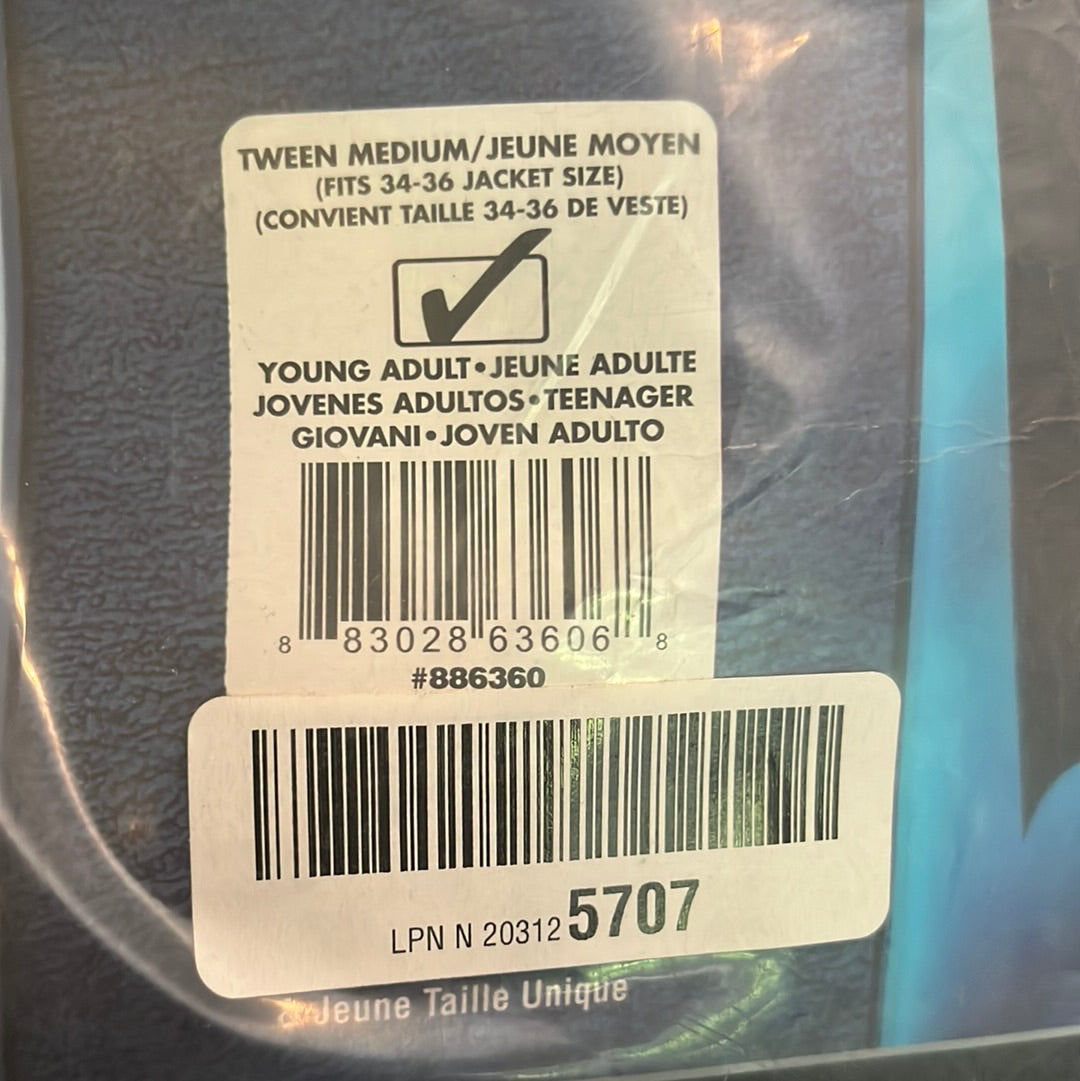 TWEEN MEDIUM/JEUNE MOYEN
(FITS 34-36 JACKET SIZE)
(CONVIENT TAILLE 34-36 DE VESTE)
YOUNG ADULT•JEUNE ADULTE
JOVENES ADULTOS•TEENAGER
GIOVANI•JOVEN ADULTO
8 83028 63606 8
#886360
LPN N 20312 5707
Jeune Taille Unique